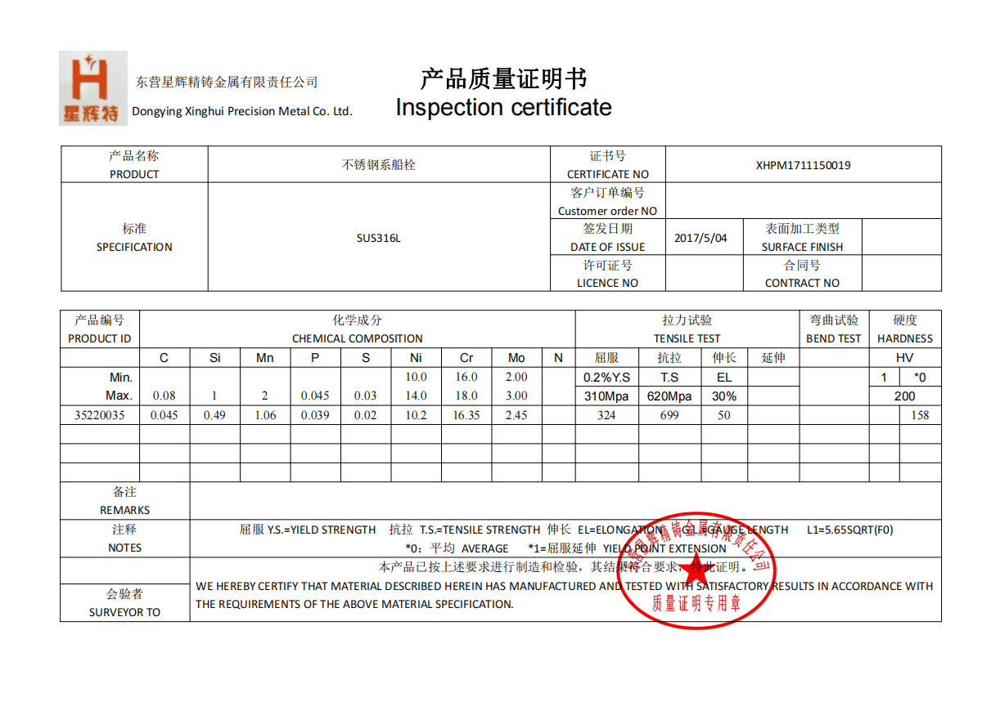 星辉特
东营星辉精铸金属有限责任公司
Dongying Xinghui Precision Metal Co. Ltd.
产品质量证明书
Inspection certificate
产品名称
PRODUCT
不锈钢系船栓
证书号
CERTIFICATE NO
XHPM1711150019
标准
SPECIFICATION
SUS316L
客户订单编号
Customer order NO
签发日期
DATE OF ISSUE
2017/5/04
表面加工类型
SURFACE FINISH
许可证号
LICENCE NO
合同号
CONTRACT NO
产品编号
PRODUCT ID
化学成分
CHEMICAL COMPOSITION
拉力试验
TENSILE TEST
弯曲试验
BEND TEST
硬度
HARDNESS
C Si Mn P S Ni Cr Mo N 屈服 抗拉 伸长 延伸 HV
Min. 10.0 16.0 2.00 0.2%Y.S T.S EL 1 *0
Max. 0.08 1 2 0.045 0.03 14.0 18.0 3.00 310Mpa 620Mpa 30% 200
35220035 0.045 0.49 1.06 0.039 0.02 10.2 16.35 2.45 324 699 50 158
备注
REMARKS
注释
NOTES
屈服 Y.S.=YIELD STRENGTH 抗拉 T.S.=TENSILE STRENGTH 伸长 EL=ELONGATION G.L.=GAUGE LENGTH L1=5.65SQRT(F0)
*0：平均 AVERAGE *1=屈服延伸 YIELD POINT EXTENSION
本产品已按上述要求进行制造和检验，其结果符合要求，特此证明。
会验者
SURVEYOR TO
WE HEREBY CERTIFY THAT MATERIAL DESCRIBED HEREIN HAS MANUFACTURED AND TESTED WITH SATISFACTORY RESULTS IN ACCORDANCE WITH
THE REQUIREMENTS OF THE ABOVE MATERIAL SPECIFICATION.
东营星辉精铸金属有限责任公司
质量证明专用章